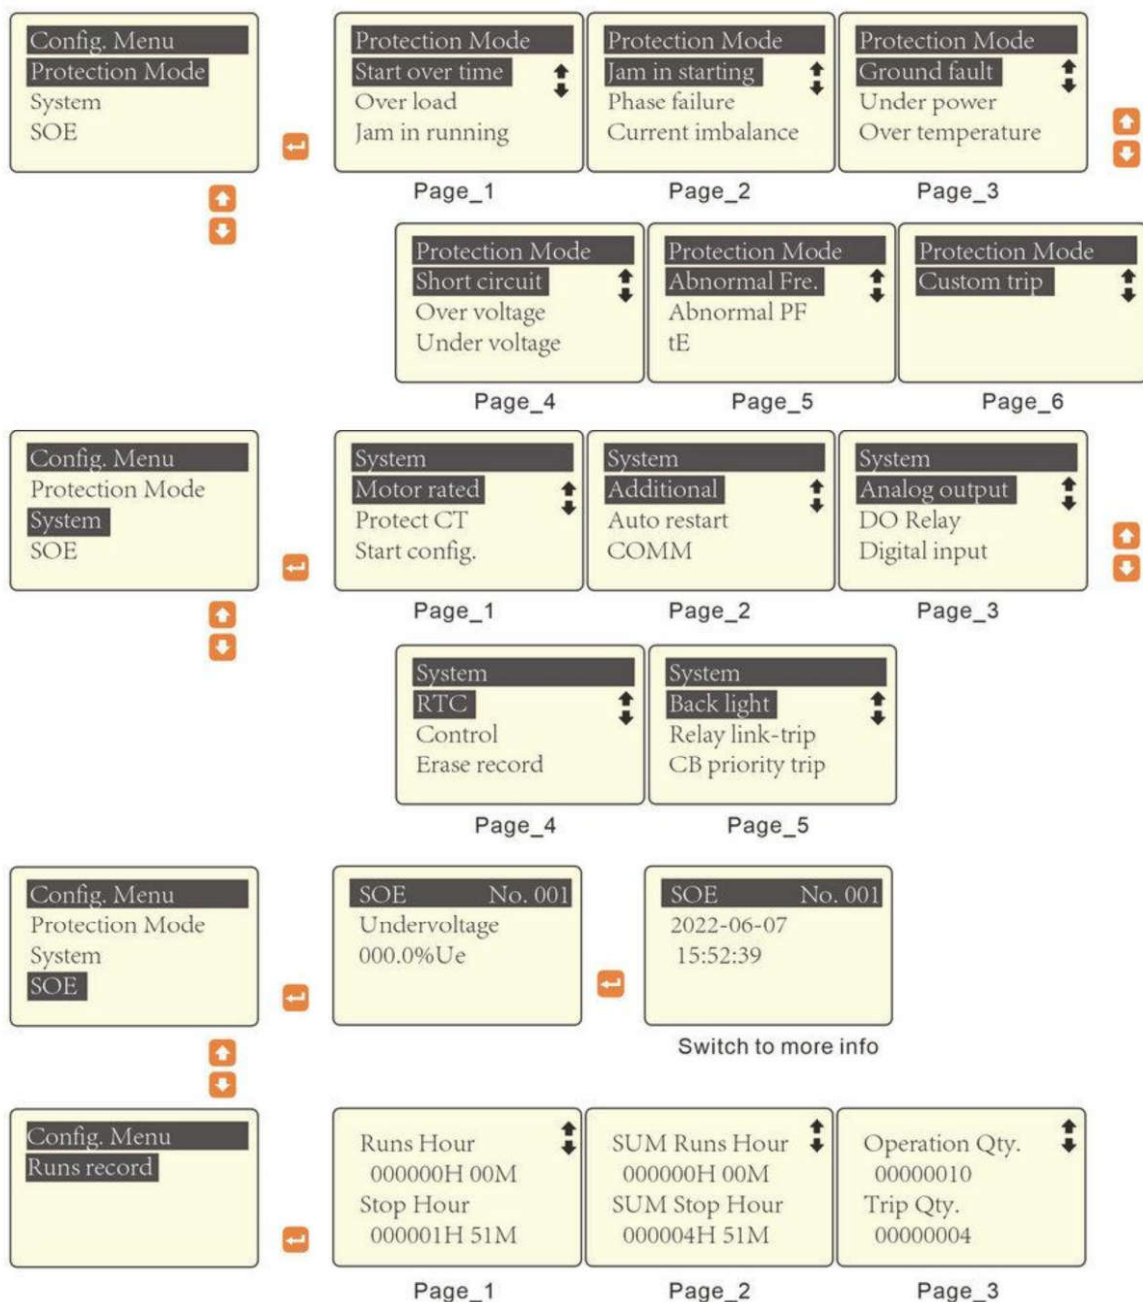 Config. Menu
Protection Mode
System
SOE
Protection Mode
Start over time
Over load
Jam in running
Page_1
Protection Mode
Jam in starting
Phase failure
Current imbalance
Page_2
Protection Mode
Ground fault
Under power
Over temperature
Page_3
Protection Mode
Short circuit
Over voltage
Under voltage
Page_4
Protection Mode
Abnormal Fre.
Abnormal PF
tE
Page_5
Protection Mode
Custom trip
Page_6
Config. Menu
Protection Mode
System
SOE
System
Motor rated
Protect CT
Start config.
Page_1
System
Additional
Auto restart
COMM
Page_2
System
Analog output
DO Relay
Digital input
Page_3
System
RTC
Control
Erase record
Page_4
System
Back light
Relay link-trip
CB priority trip
Page_5
Config. Menu
Protection Mode
System
SOE
SOE No. 001
Undervoltage
000.0%Ue
SOE No. 001
2022-06-07
15:52:39
Switch to more info
Config. Menu
Runs record
Runs Hour
000000H 00M
Stop Hour
000001H 51M
Page_1
SUM Runs Hour
000000H 00M
SUM Stop Hour
000004H 51M
Page_2
Operation Qty.
00000010
Trip Qty.
00000004
Page_3